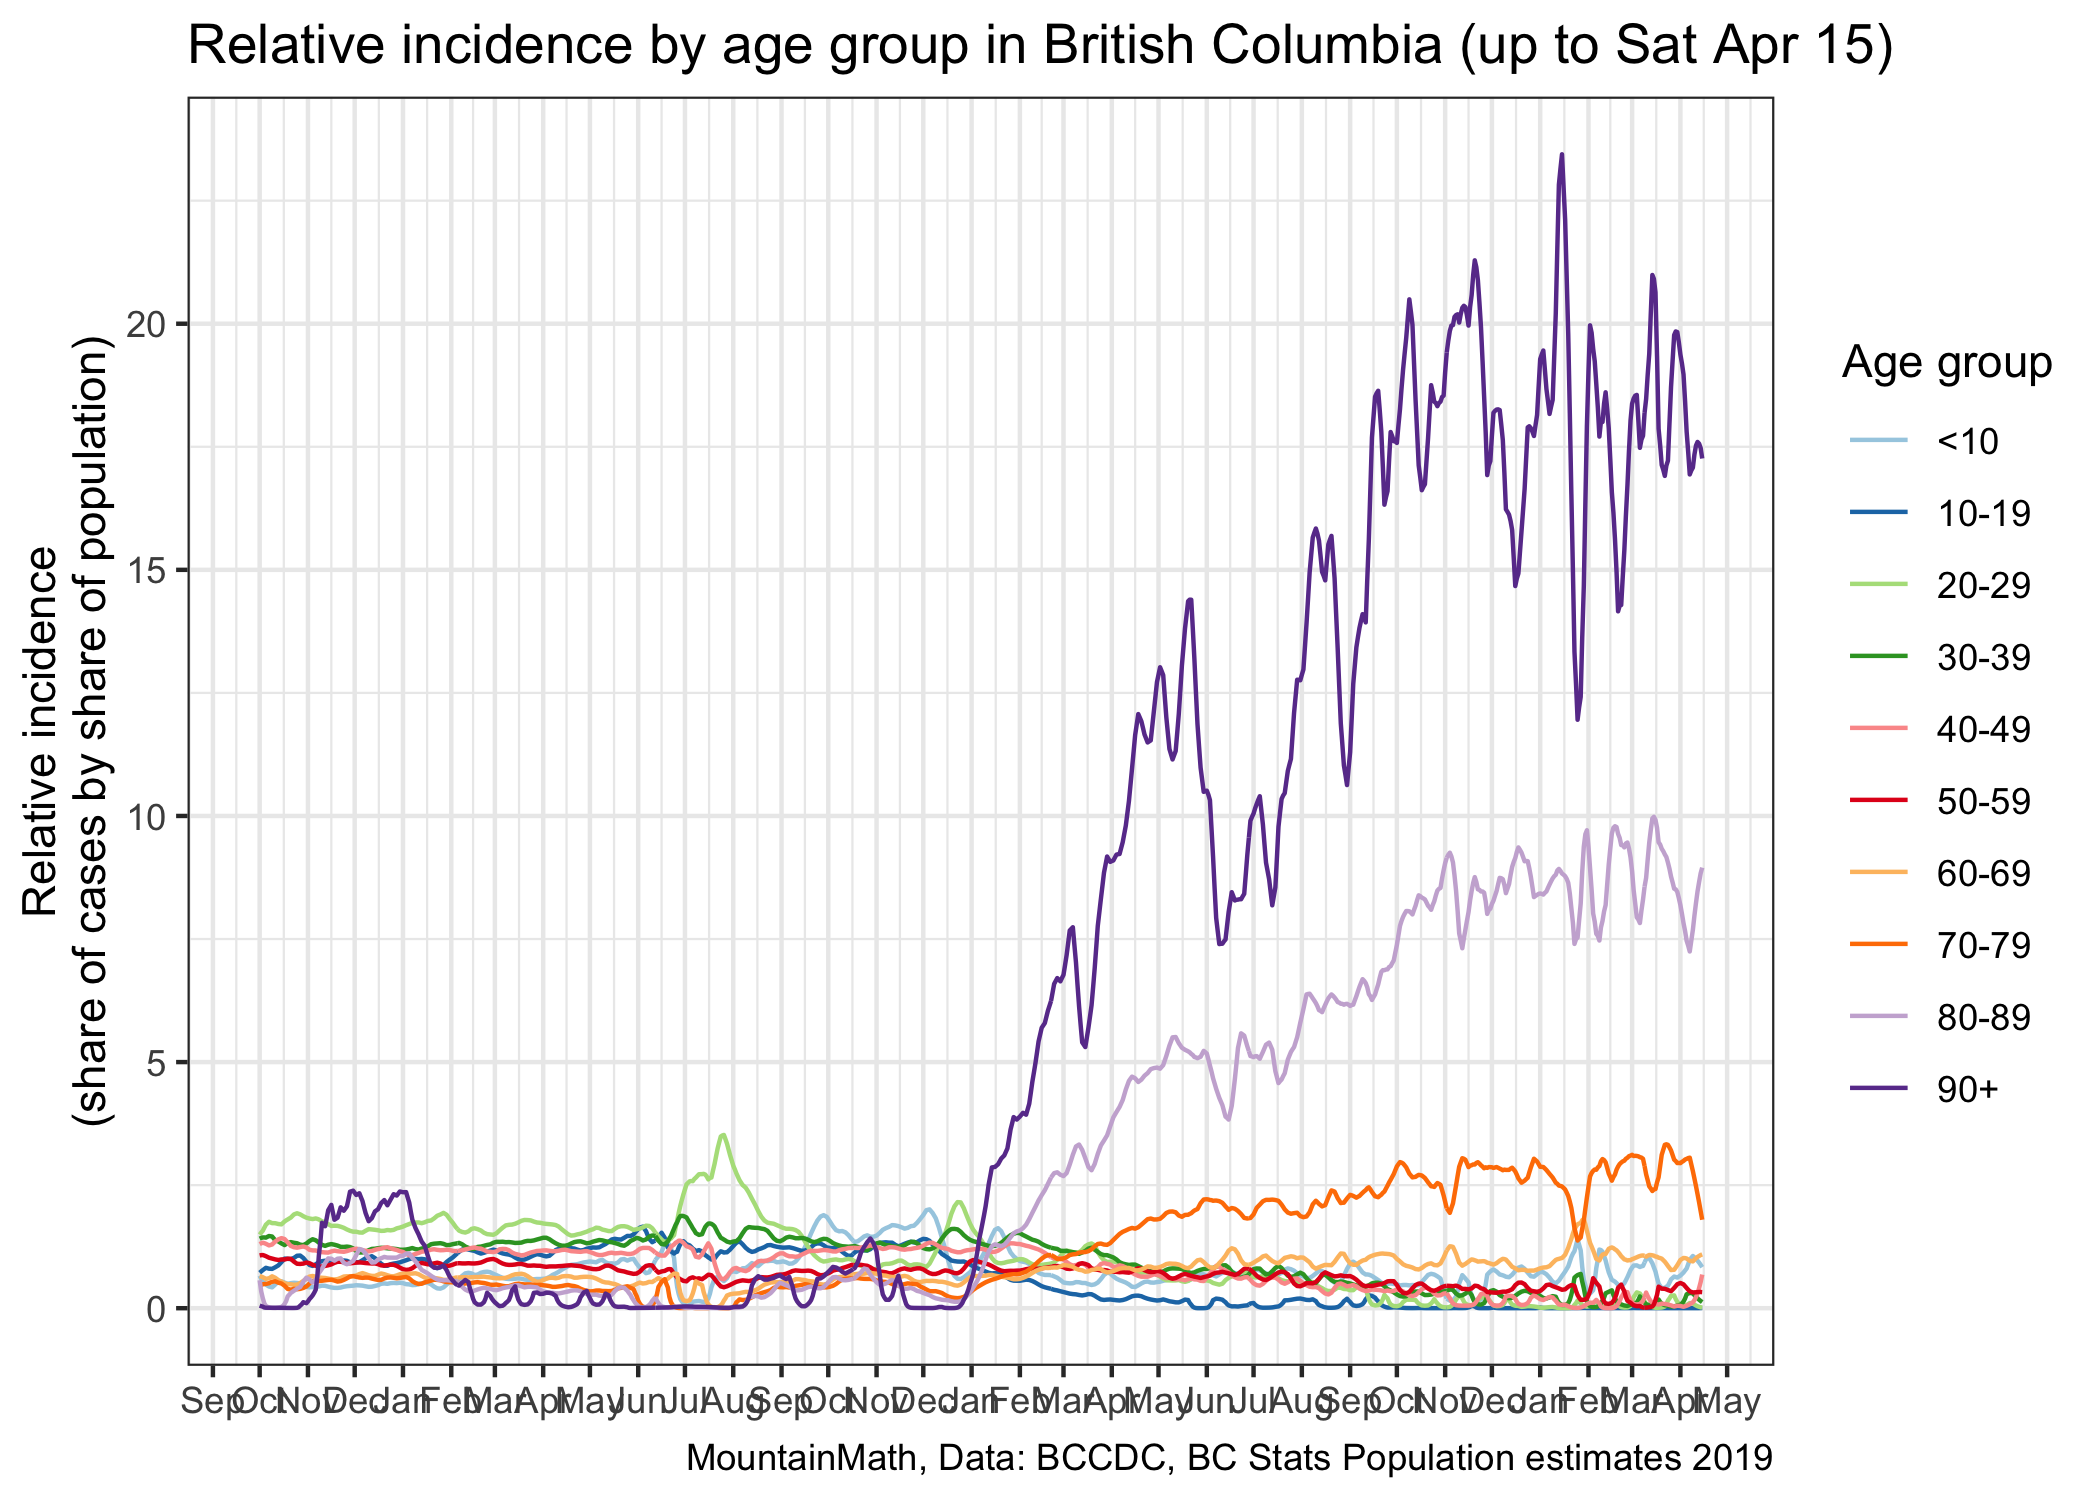 Relative incidence by age group in British Columbia (up to Sat Apr 15)
Relative incidence
(share of cases by share of population)
20
15
10
5
0
Sep Oct Nov Dec Jan Feb Mar Apr May Jun Jul Aug Sep Oct Nov Dec Jan Feb Mar Apr May Jun Jul Aug Sep Oct Nov Dec Jan Feb Mar Apr May
Age group
<10
10-19
20-29
30-39
40-49
50-59
60-69
70-79
80-89
90+
MountainMath, Data: BCCDC, BC Stats Population estimates 2019